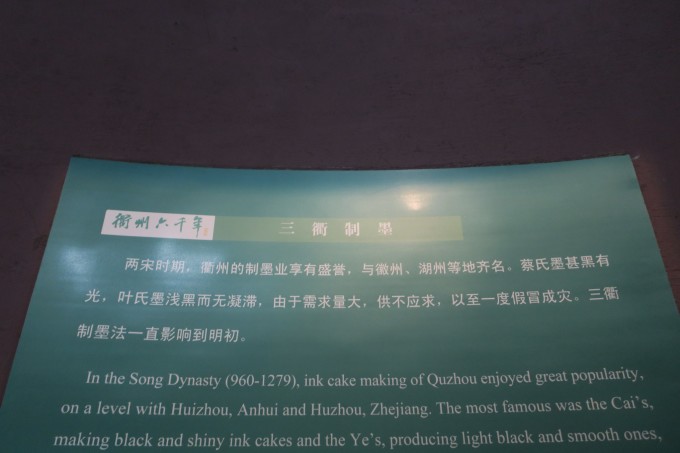 衢州六千年
三衢制墨
两宋时期，衢州的制墨业享有盛誉，与徽州、湖州等地齐名。蔡氏墨甚黑有
光，叶氏墨浅黑而无凝滞，由于需求量大，供不应求，以至一度假冒成灾。三衢
制墨法一直影响到明初。
In the Song Dynasty (960-1279), ink cake making of Quzhou enjoyed great popularity,
on a level with Huizhou, Anhui and Huzhou, Zhejiang. The most famous was the Cai's,
making black and shiny ink cakes and the Ye's, producing light black and smooth ones,